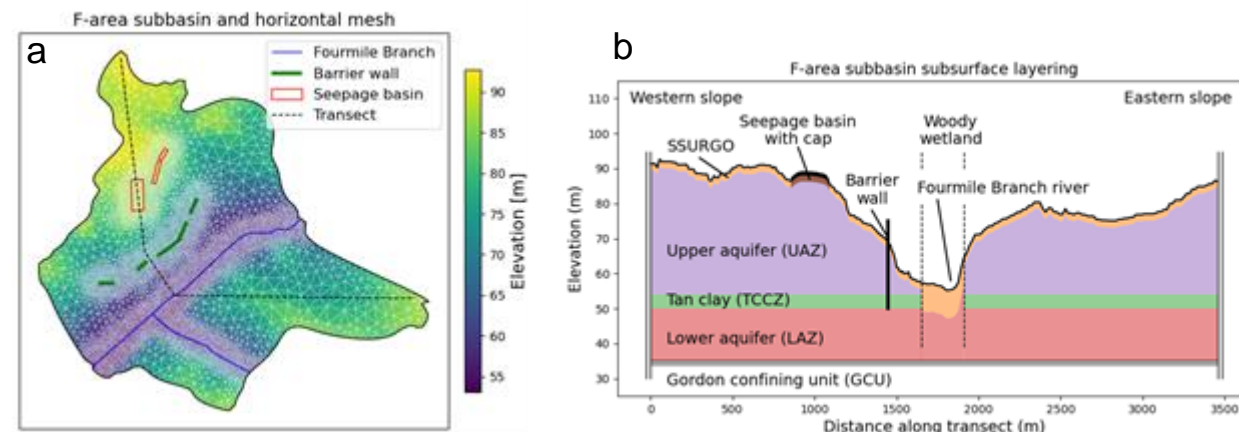 F-area subbasin and horizontal mesh
a
Fourmile Branch
Barrier wall
Seepage basin
Transect
90
85
80
75
70
65
60
55
Elevation [m]
b
F-area subbasin subsurface layering
Western slope
Eastern slope
Seepage basin
with cap
Woody
wetland
SSURGO
Barrier
wall
Fourmile Branch river
Upper aquifer (UAZ)
Tan clay (TCCZ)
Lower aquifer (LAZ)
Gordon confining unit (GCU)
110
100
90
80
70
60
50
40
30
Elevation (m)
0
500
1000
1500
2000
2500
3000
3500
Distance along transect (m)